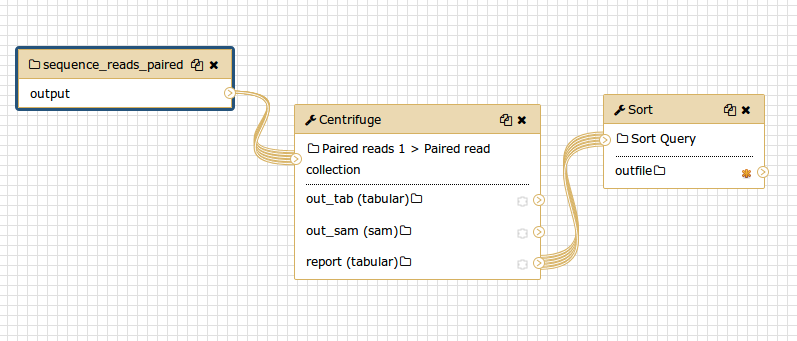 sequence_reads_paired
output
Centrifuge
Paired reads 1 > Paired read
collection
out_tab (tabular)
out_sam (sam)
report (tabular)
Sort
Sort Query
outfile